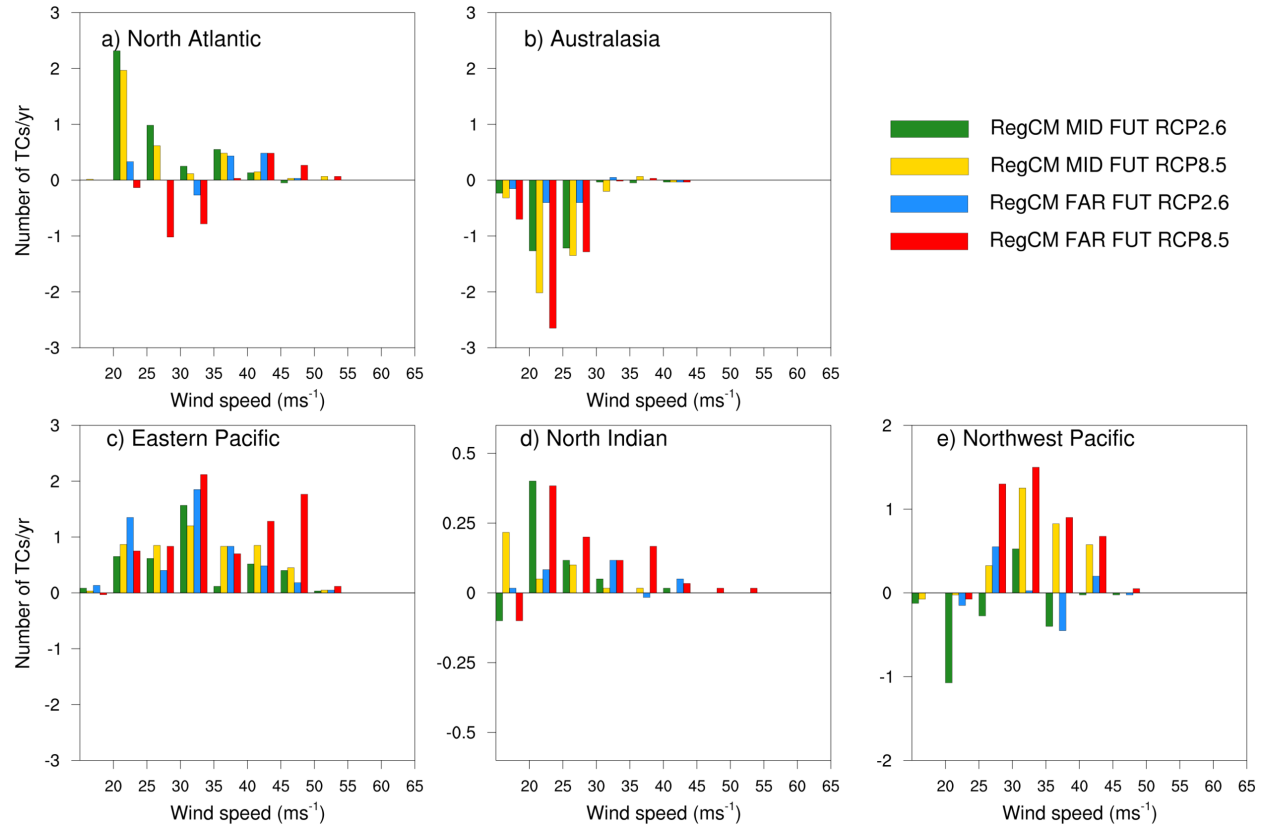 a) North Atlantic
Number of TCs/yr
3
2
1
0
-1
-2
-3
20 25 30 35 40 45 50 55 60 65
Wind speed (ms⁻¹)
b) Australasia
3
2
1
0
-1
-2
-3
20 25 30 35 40 45 50 55 60 65
Wind speed (ms⁻¹)
RegCM MID FUT RCP2.6
RegCM MID FUT RCP8.5
RegCM FAR FUT RCP2.6
RegCM FAR FUT RCP8.5
c) Eastern Pacific
Number of TCs/yr
3
2
1
0
-1
-2
-3
20 25 30 35 40 45 50 55 60 65
Wind speed (ms⁻¹)
d) North Indian
0.5
0.25
0
-0.25
-0.5
20 25 30 35 40 45 50 55 60 65
Wind speed (ms⁻¹)
e) Northwest Pacific
2
1
0
-1
-2
20 25 30 35 40 45 50 55 60 65
Wind speed (ms⁻¹)